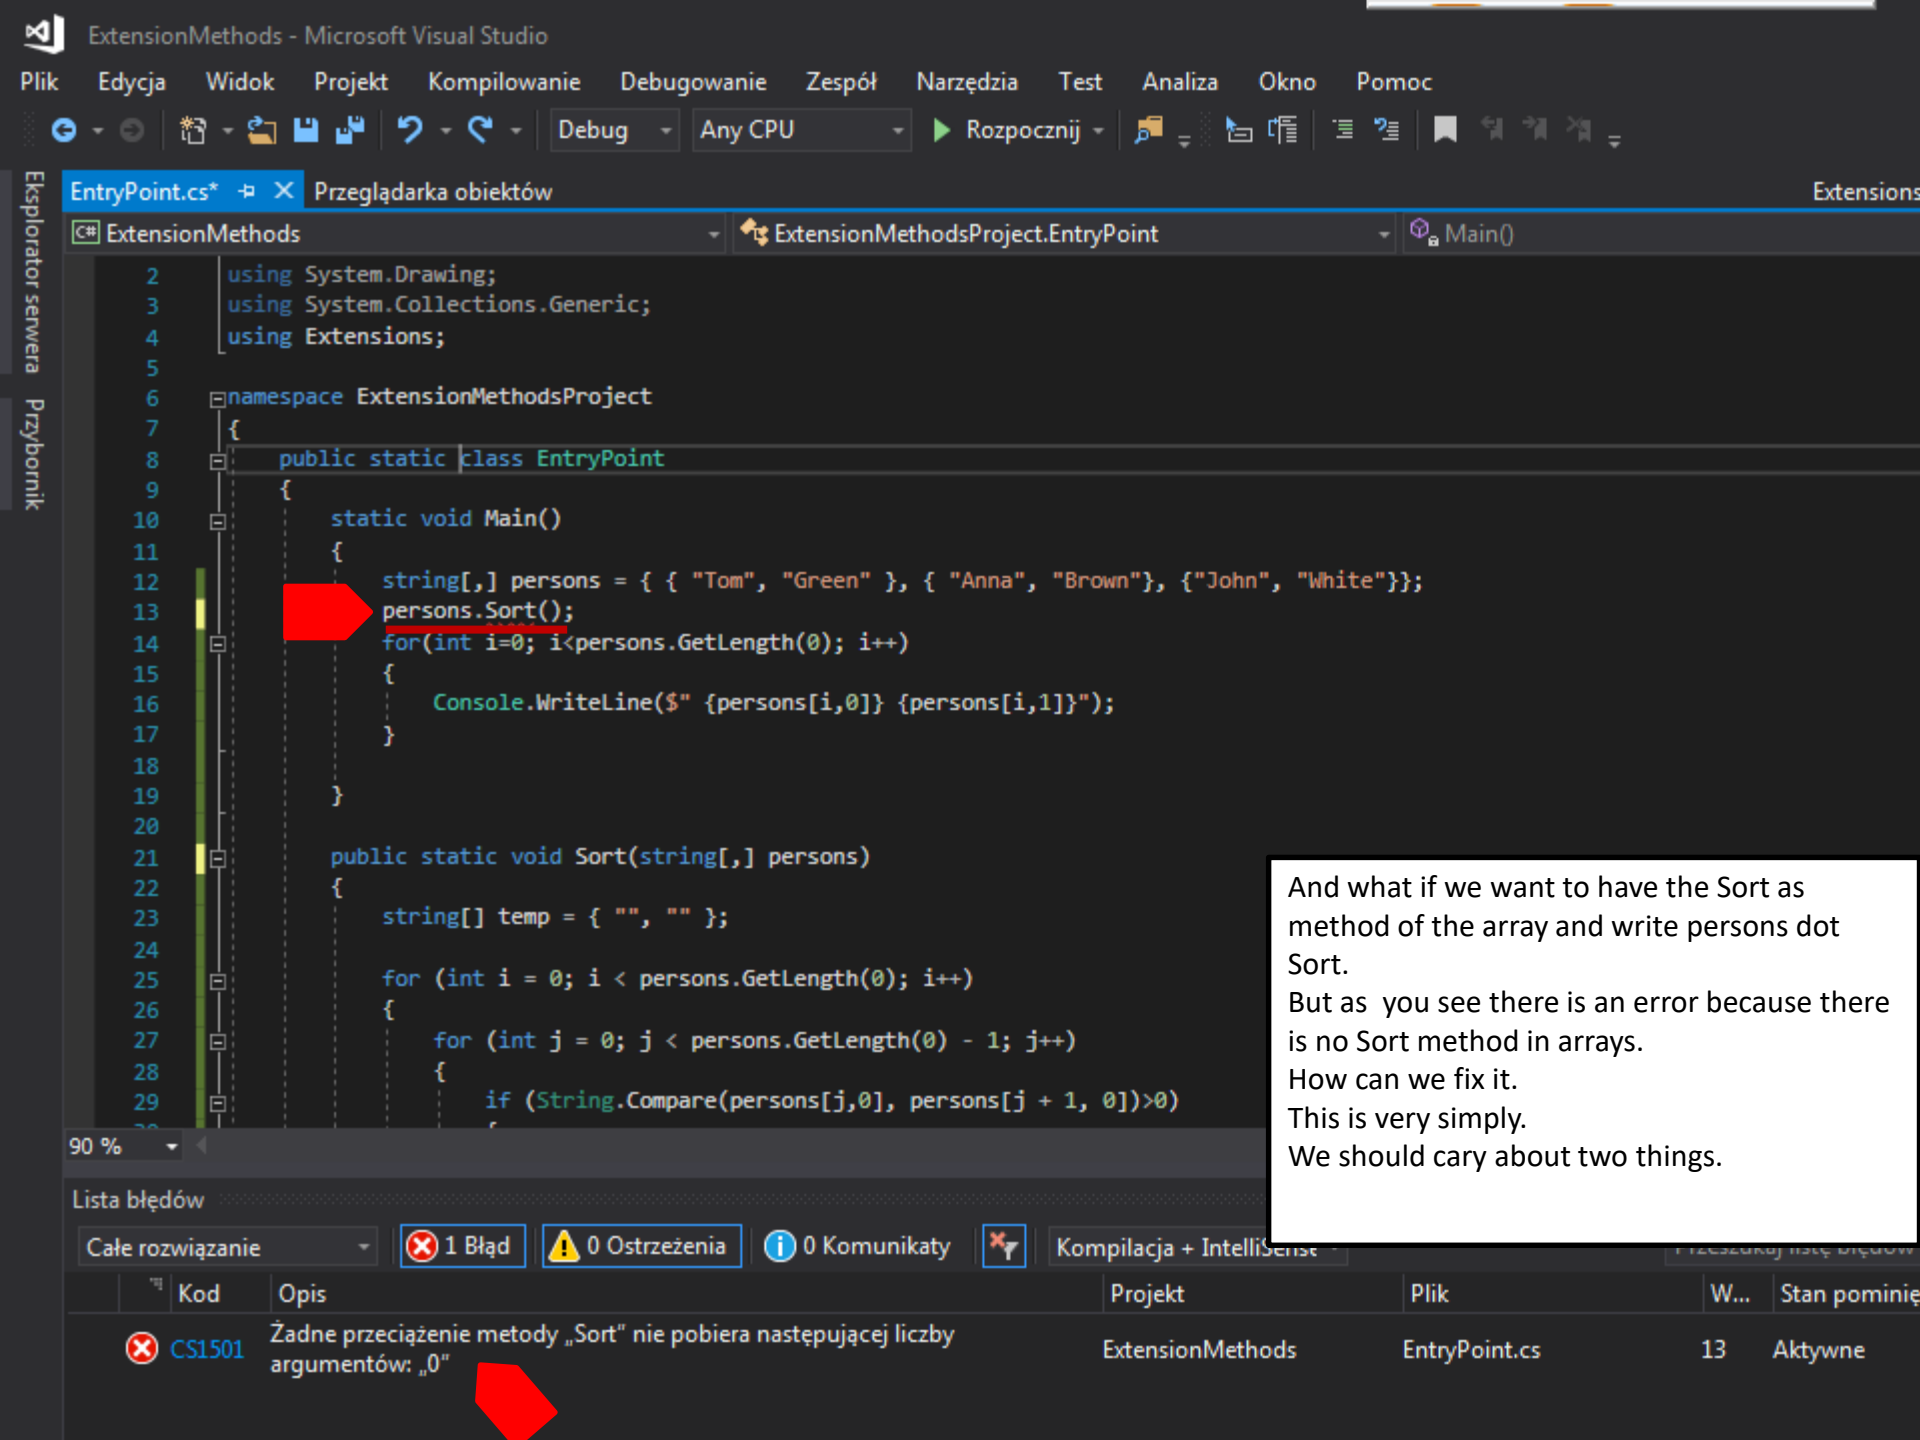 ExtensionMethods - Microsoft Visual Studio
Plik Edycja Widok Projekt Kompilowanie Debugowanie Zespół Narzędzia Test Analiza Okno Pomoc
Debug Any CPU Rozpocznij
Eksplorator serwera
Przybornik
EntryPoint.cs* Przeglądarka obiektów Extensions
C# ExtensionMethods ExtensionMethodsProject.EntryPoint Main()
2 using System.Drawing;
3 using System.Collections.Generic;
4 using Extensions;
5
6 namespace ExtensionMethodsProject
7 {
8 public static class EntryPoint
9 {
10 static void Main()
11 {
12 string[,] persons = { { "Tom", "Green" }, { "Anna", "Brown"}, {"John", "White"}};
13 persons.Sort();
14 for(int i=0; i<persons.GetLength(0); i++)
15 {
16 Console.WriteLine($" {persons[i,0]} {persons[i,1]}");
17 }
18
19 }
20
21 public static void Sort(string[,] persons)
22 {
23 string[] temp = { "", "" };
24
25 for (int i = 0; i < persons.GetLength(0); i++)
26 {
27 for (int j = 0; j < persons.GetLength(0) - 1; j++)
28 {
29 if (String.Compare(persons[j,0], persons[j + 1, 0])>0)
And what if we want to have the Sort as
method of the array and write persons dot
Sort.
But as  you see there is an error because there
is no Sort method in arrays.
How can we fix it.
This is very simply.
We should cary about two things.
90 %
Lista błędów
Całe rozwiązanie 1 Błąd 0 Ostrzeżenia 0 Komunikaty Kompilacja + IntelliSense
Kod Opis Projekt Plik W... Stan pominię
CS1501 Żadne przeciążenie metody „Sort” nie pobiera następującej liczby
argumentów: „0” ExtensionMethods EntryPoint.cs 13 Aktywne